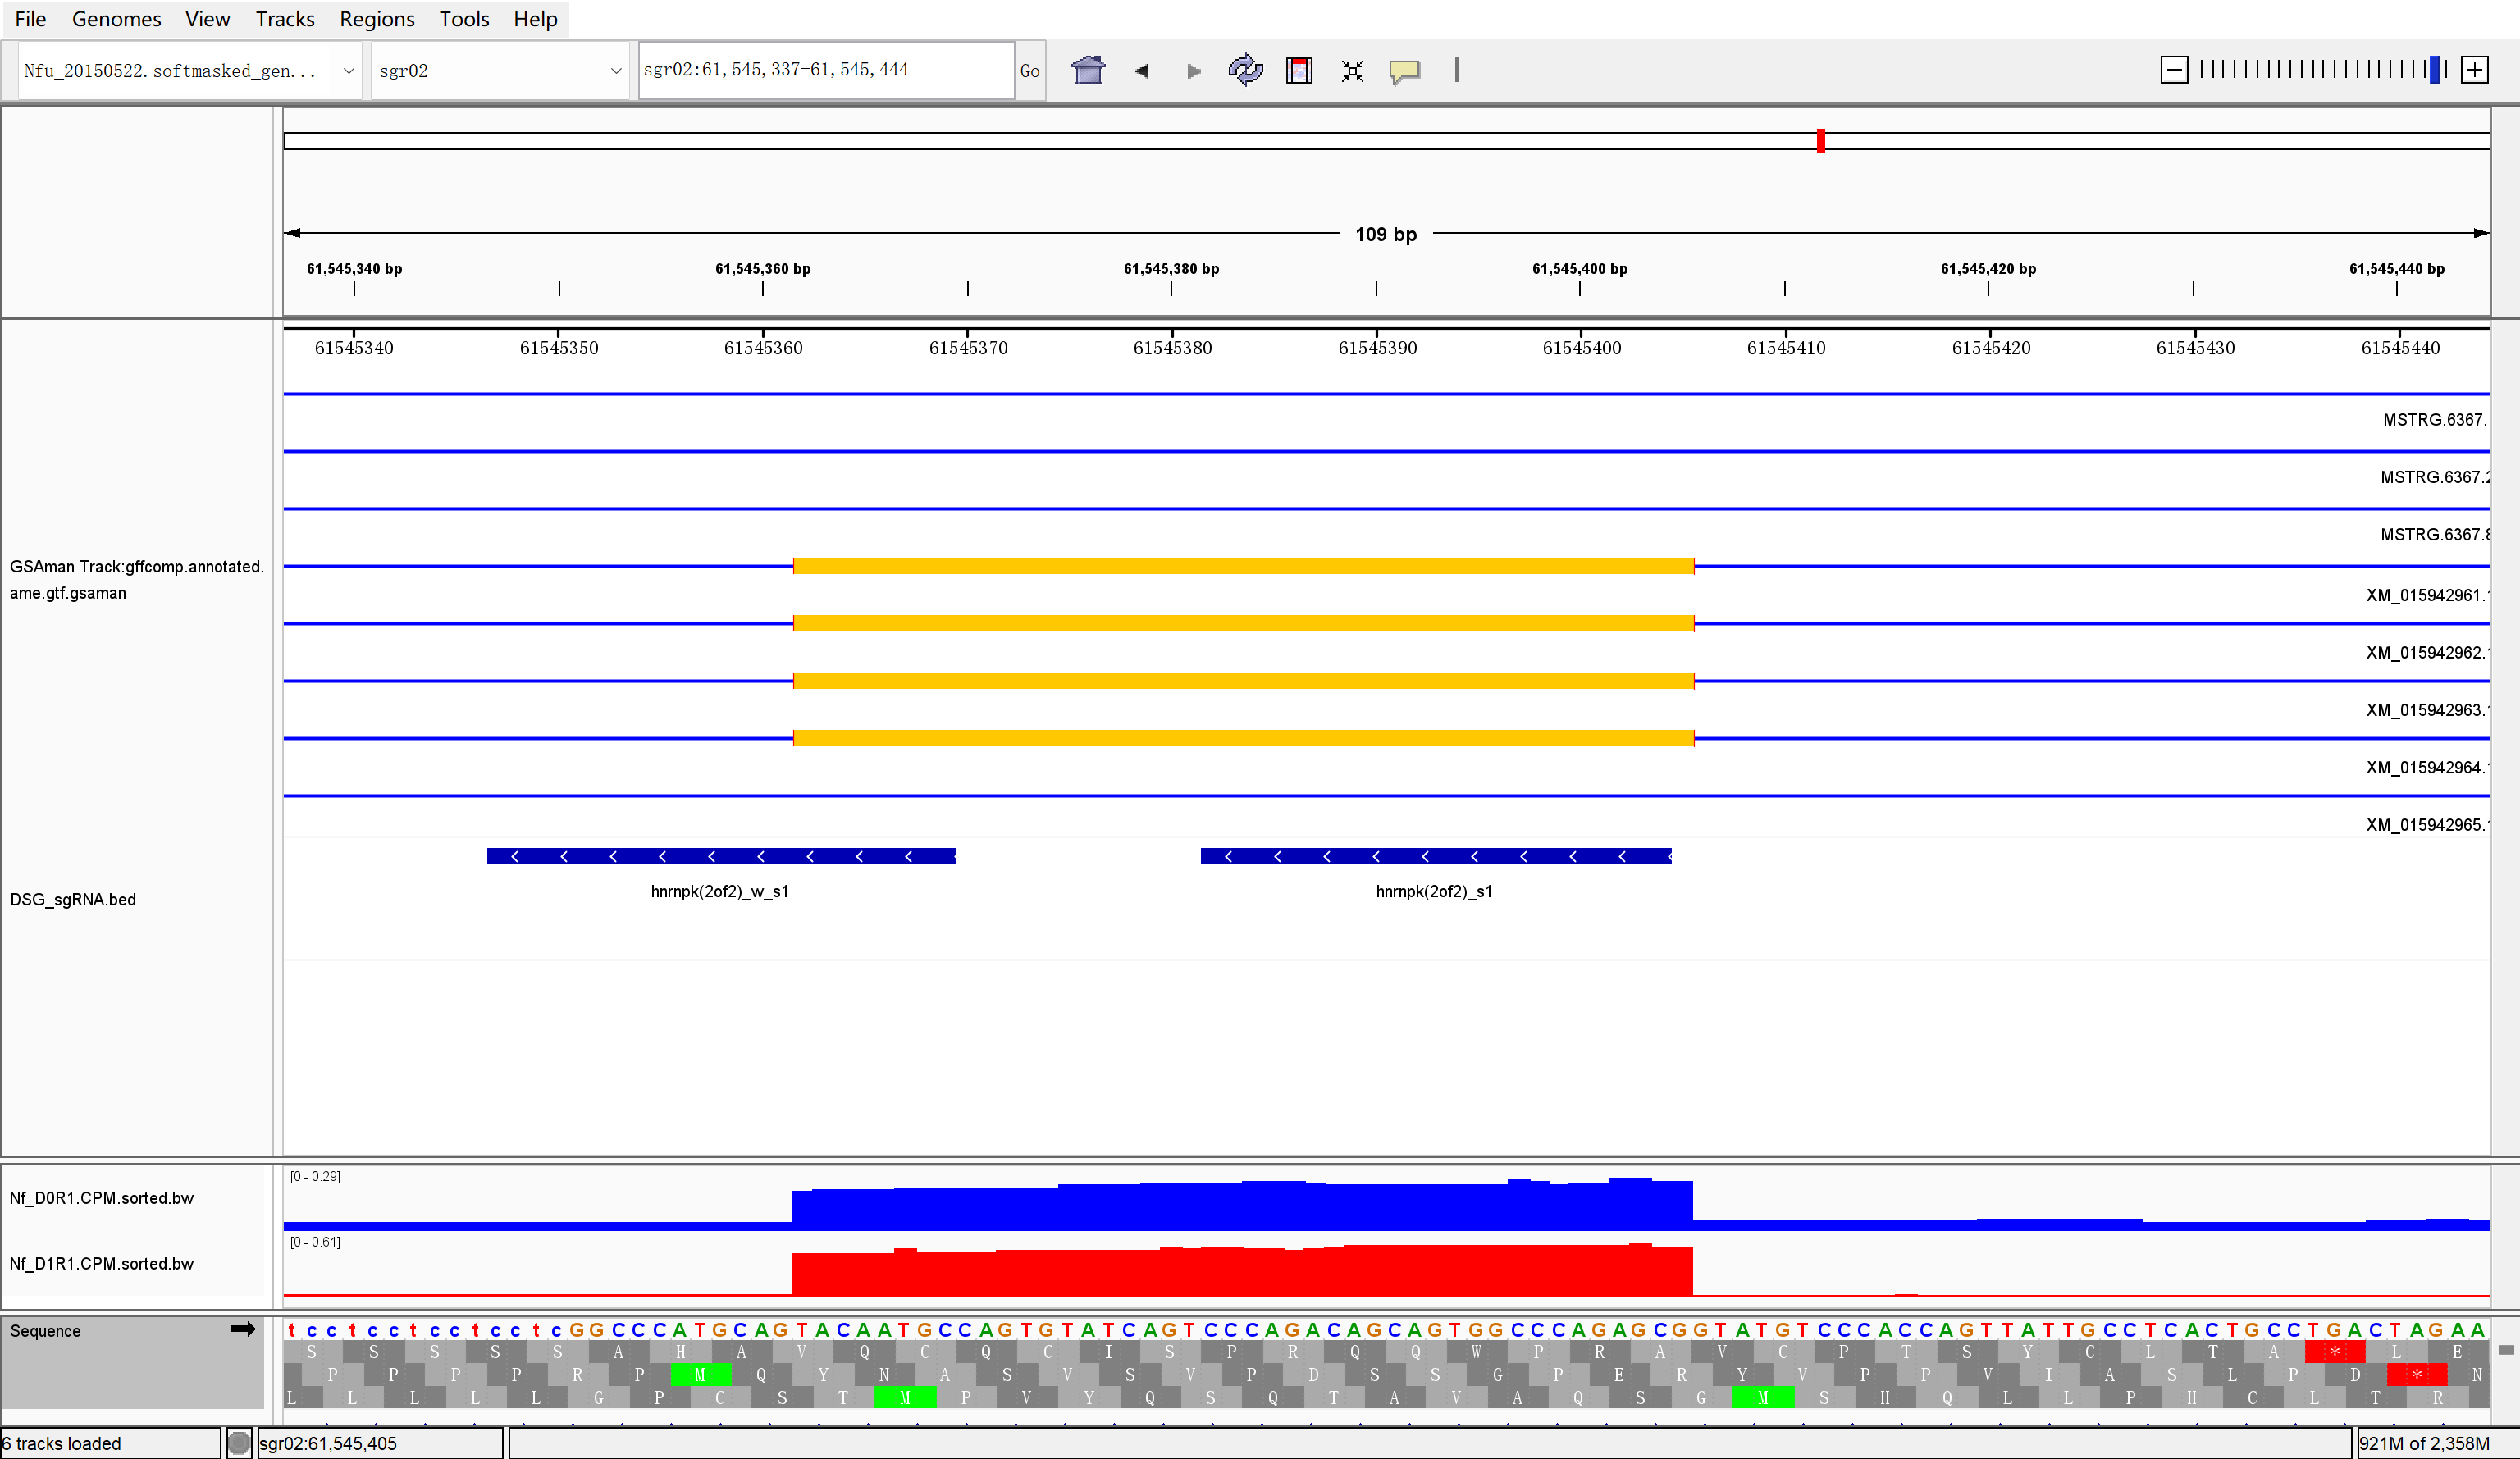 File Genomes View Tracks Regions Tools Help
Nfu_20150522.softmasked_gen... sgr02 sgr02:61,545,337-61,545,444 Go
109 bp
61,545,340 bp 61,545,360 bp 61,545,380 bp 61,545,400 bp 61,545,420 bp 61,545,440 bp
61545340 61545350 61545360 61545370 61545380 61545390 61545400 61545410 61545420 61545430 61545440
MSTRG.6367.
MSTRG.6367.2
MSTRG.6367.8
GSAman Track:gffcomp.annotated.
ame.gtf.gsaman
XM_015942961.1
XM_015942962.1
XM_015942963.1
XM_015942964.1
XM_015942965.1
hnrnpk(2of2)_w_s1 hnrnpk(2of2)_s1
DSG_sgRNA.bed
[0 - 0.29]
Nf_D0R1.CPM.sorted.bw
[0 - 0.61]
Nf_D1R1.CPM.sorted.bw
Sequence
t c c t c c t c c t c c t c G G C C C A T G C A G T A C A A T G C C A G T G T A T C A G T C C C A G A C A G C A G T G G C C C A G A G C G G T A T G T C C C A C C A G T T A T T G C C T C A C T G C C T G A C T A G A A
S S S S S A H A V Q C Q C I S P R Q Q W P R A V C P T S Y C L T A * L E
P P P P R P M Q Y N A S V S V P D S S G P E R Y V P P V I A S L P D * N
L L L L L G P C S T M P V Y Q S Q T A V A Q S G M S H Q L L P H C L T R
6 tracks loaded sgr02:61,545,405 921M of 2,358M